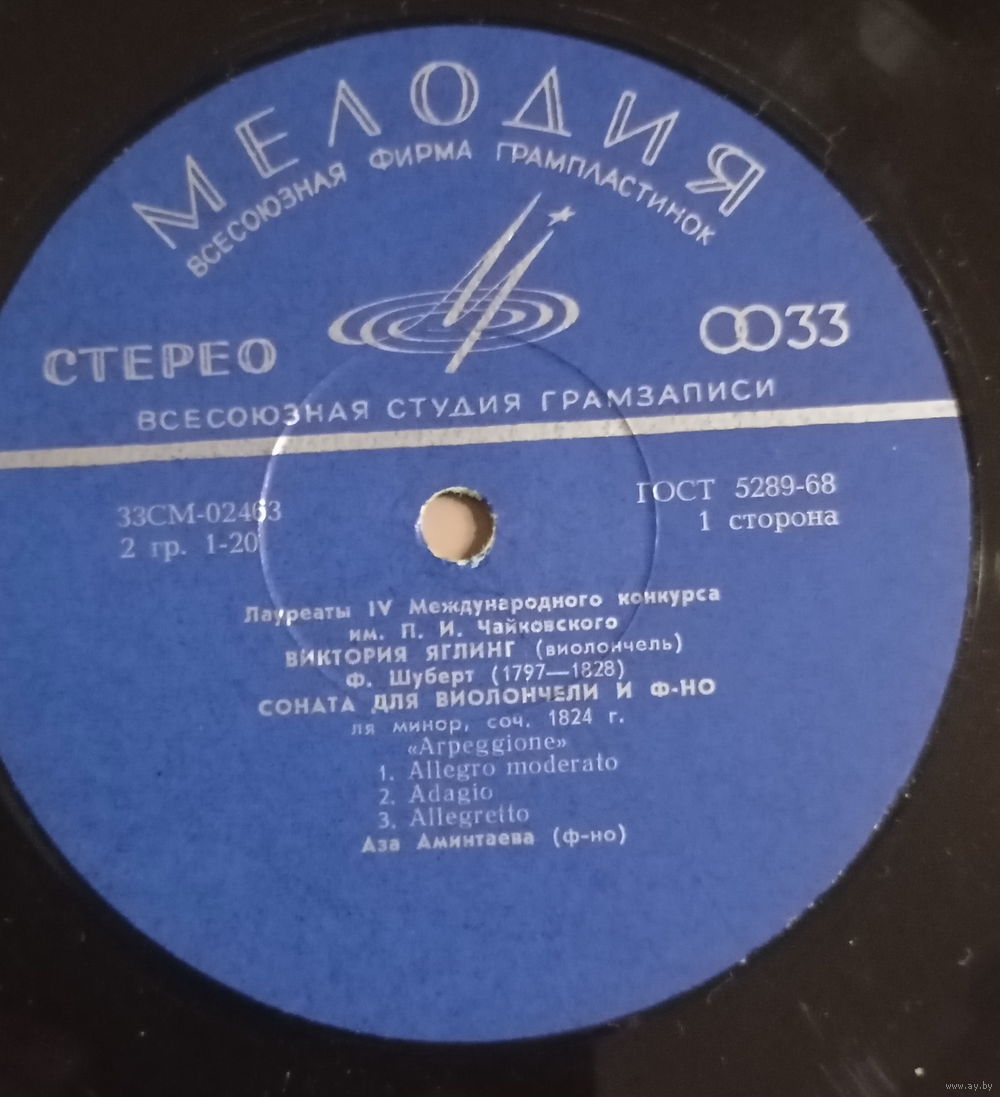 МЕЛОДИЯ
ВСЕСОЮЗНАЯ ФИРМА ГРАМПЛАСТИНОК
СТЕРЕО
33
ВСЕСОЮЗНАЯ СТУДИЯ ГРАМЗАПИСИ
33СМ-02463
ГОСТ 5289-68
2 гр. 1-20
1 сторона
Лауреаты IV Международного конкурса
им. П. И. Чайковского
ВИКТОРИЯ ЯГЛИНГ (виолончель)
Ф. Шуберт (1797—1828)
СОНАТА ДЛЯ ВИОЛОНЧЕЛИ И Ф-НО
ля минор, соч. 1824 г.
«Arpeggione»
1. Allegro moderato
2. Adagio
3. Allegretto
Аза Аминтаева (ф-но)
www.ay.by